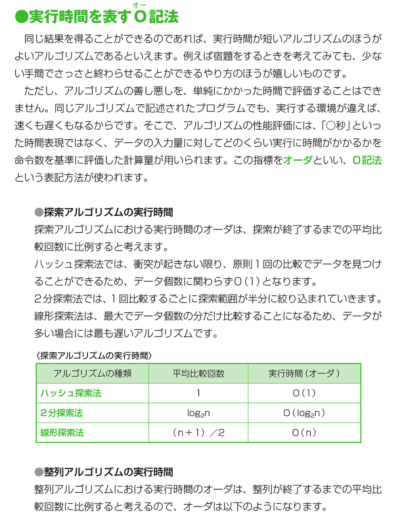 ●実行時間を表すO記法
オー
同じ結果を得ることができるのであれば、実行時間が短いアルゴリズムのほうが
よいアルゴリズムであるといえます。例えば宿題をするときを考えてみても、少な
い手間でさっさと終わらせることができるやり方のほうが嬉しいものです。
ただし、アルゴリズムの善し悪しを、単純にかかった時間で評価することはでき
ません。同じアルゴリズムで記述されたプログラムでも、実行する環境が違えば、
速くも遅くもなるからです。そこで、アルゴリズムの性能評価には、「○秒」といっ
た時間表現ではなく、データの入力量に対してどのくらい実行に時間がかかるかを
命令数を基準に評価した計算量が用いられます。この指標をオーダといい、O記法
という表記方法が使われます。
●探索アルゴリズムの実行時間
探索アルゴリズムにおける実行時間のオーダは、探索が終了するまでの平均比
較回数に比例すると考えます。
ハッシュ探索法では、衝突が起きない限り、原則1回の比較でデータを見つけ
ることができるため、データ個数に関わらずO（1）となります。
2分探索法では、1回比較するごとに探索範囲が半分に絞り込まれていきます。
線形探索法は、最大でデータ個数の分だけ比較することになるため、データが
多い場合には最も遅いアルゴリズムです。
〈探索アルゴリズムの実行時間〉
アルゴリズムの種類 平均比較回数 実行時間（オーダ）
ハッシュ探索法 1 O（1）
2分探索法 log₂n O（log₂n）
線形探索法 （n＋1）／2 O（n）
●整列アルゴリズムの実行時間
整列アルゴリズムにおける実行時間のオーダは、整列が終了するまでの平均比
較回数に比例すると考えるので、オーダは以下のようになります。